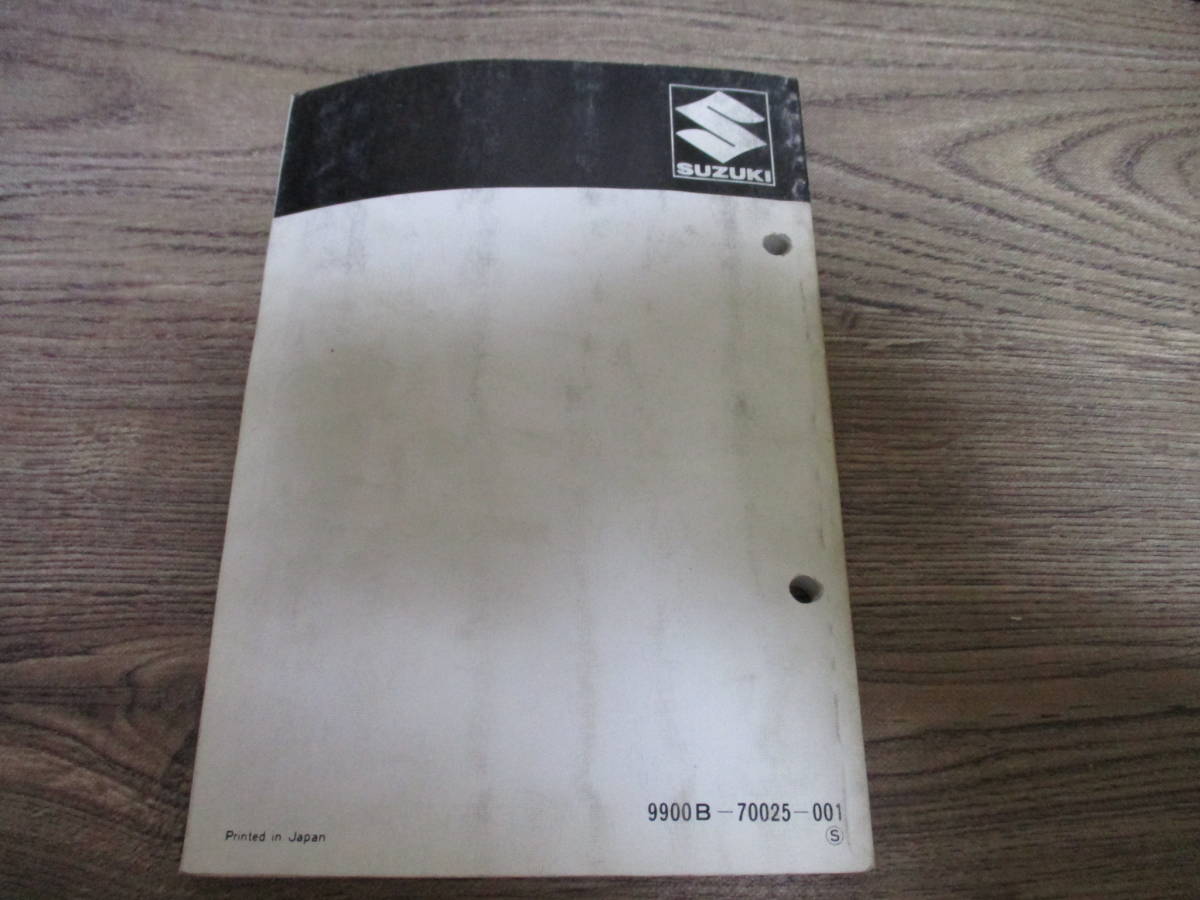 SUZUKI
9900B-70025-001
Ⓢ
Printed in Japan